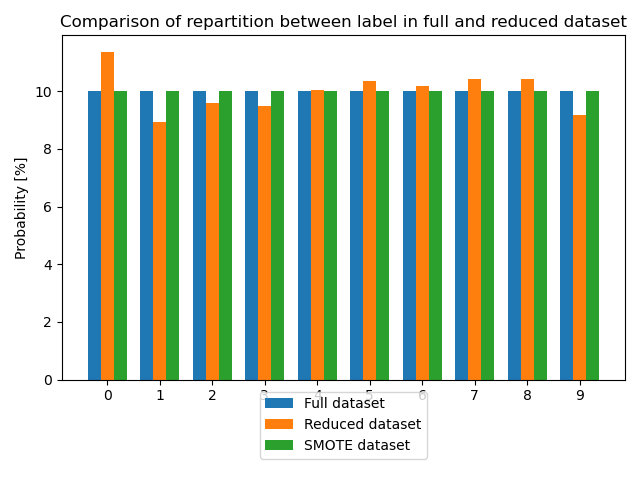 Comparison of repartition between label in full and reduced dataset
Probability [%]
10
8
6
4
2
0
0 1 2 3 4 5 6 7 8 9
Full dataset
Reduced dataset
SMOTE dataset